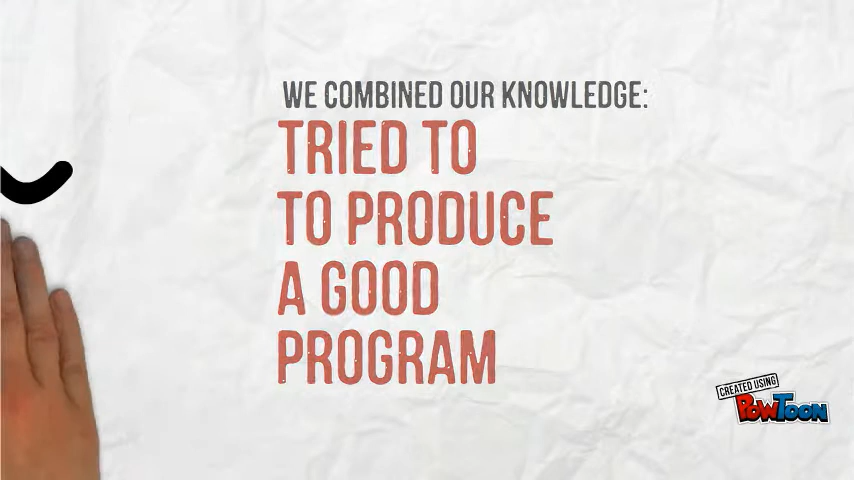 WE COMBINED OUR KNOWLEDGE:
TRIED TO
TO PRODUCE
A GOOD
PROGRAM
CREATED USING
POWTOON